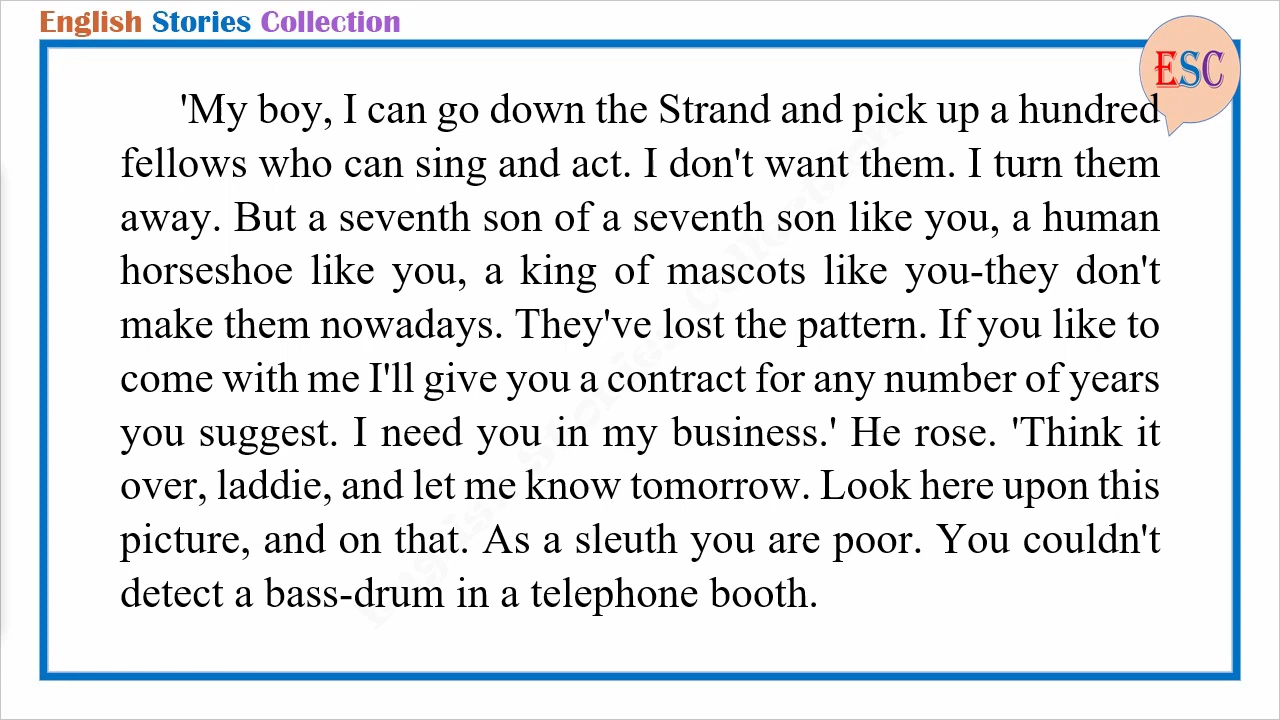 English Stories Collection
ESC
'My boy, I can go down the Strand and pick up a hundred
fellows who can sing and act. I don't want them. I turn them
away. But a seventh son of a seventh son like you, a human
horseshoe like you, a king of mascots like you-they don't
make them nowadays. They've lost the pattern. If you like to
come with me I'll give you a contract for any number of years
you suggest. I need you in my business.' He rose. 'Think it
over, laddie, and let me know tomorrow. Look here upon this
picture, and on that. As a sleuth you are poor. You couldn't
detect a bass-drum in a telephone booth.
English Stories Collection